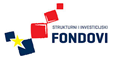 STRUKTURNI I INVESTICIJSKI
FONDOVI